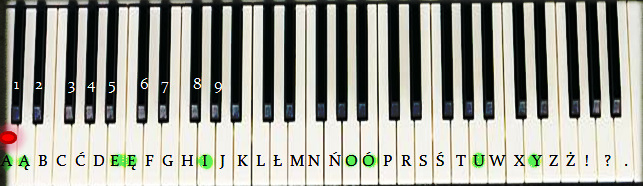 1 2 3 4 5 6 7 8 9
A Ą B C Ć D E Ę F G H I J K L Ł M N Ń O Ó P R S Ś T U W X Y Z Ż ! ? .